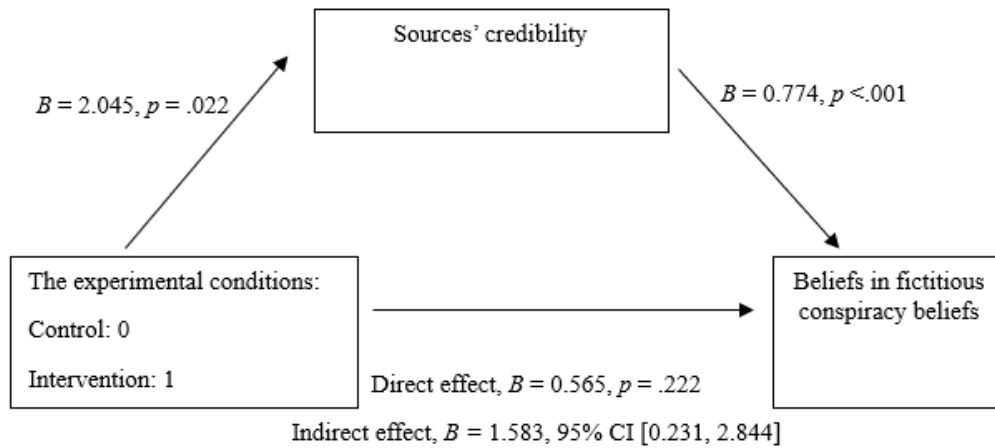 Sources’ credibility
B = 2.045, p = .022
B = 0.774, p <.001
The experimental conditions:
Control: 0
Intervention: 1
Beliefs in fictitious
conspiracy beliefs
Direct effect, B = 0.565, p = .222
Indirect effect, B = 1.583, 95% CI [0.231, 2.844]